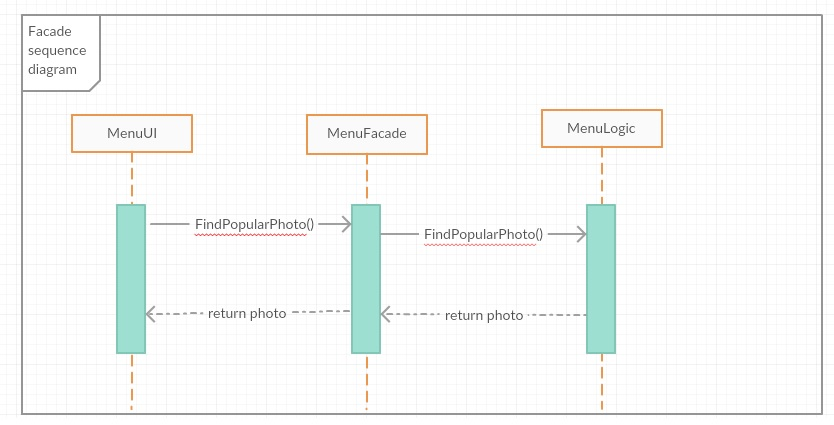 Facade
sequence
diagram
MenuUI
MenuFacade
MenuLogic
FindPopularPhoto()
FindPopularPhoto()
return photo
return photo